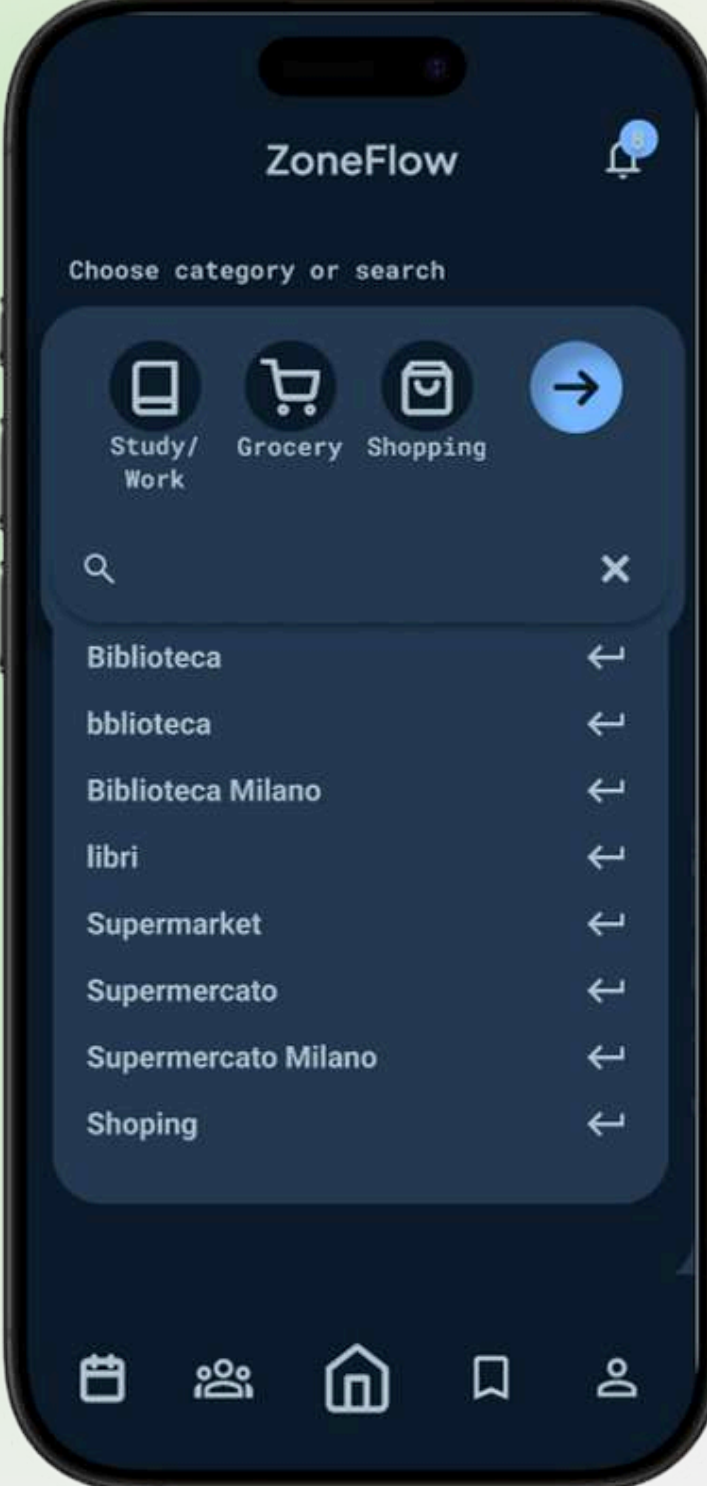 ZoneFlow
8
Choose category or search
Study/
Work
Grocery
Shopping
Biblioteca
bblioteca
Biblioteca Milano
libri
Supermarket
Supermercato
Supermercato Milano
Shoping